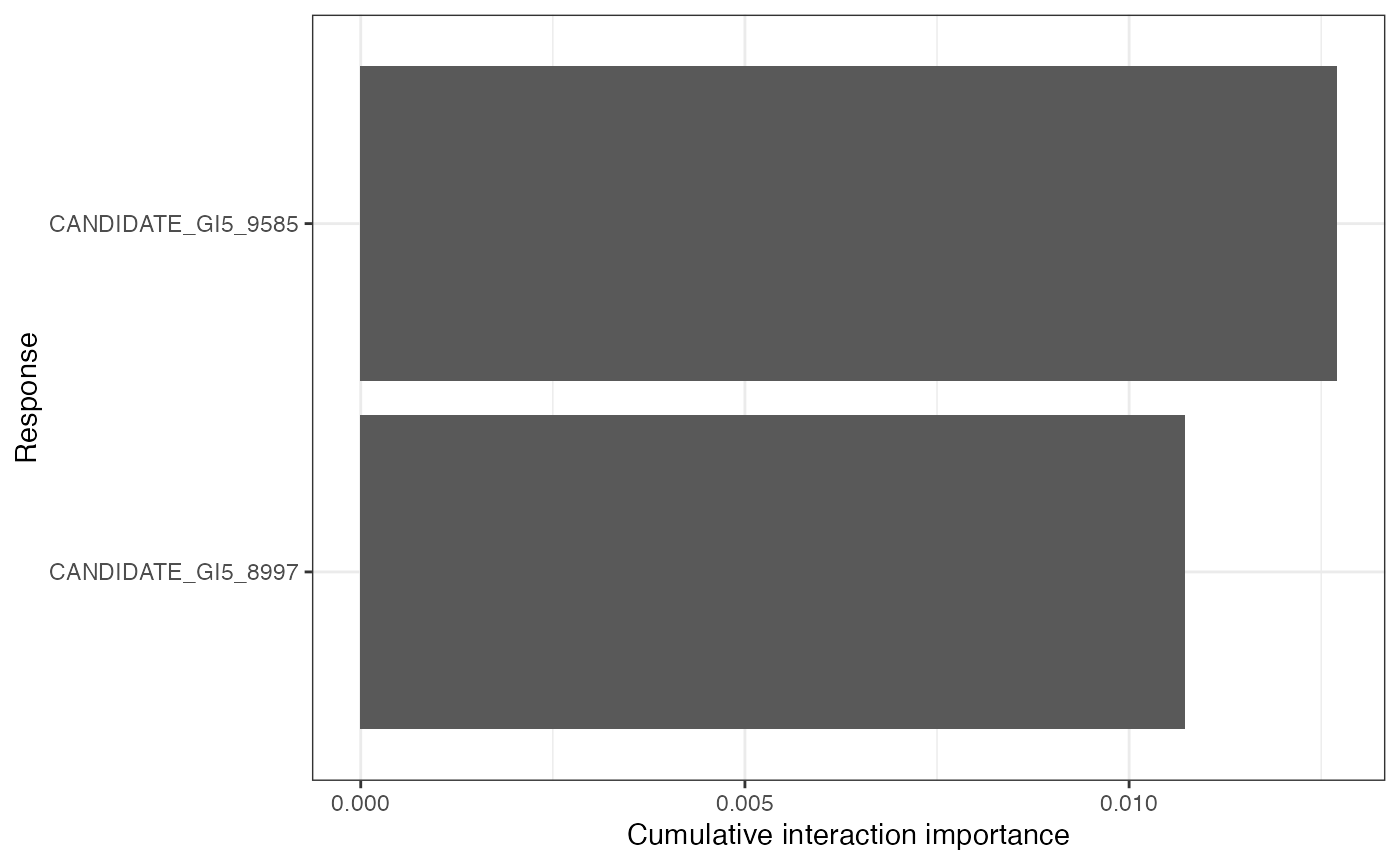 Response
CANDIDATE_GI5_9585
CANDIDATE_GI5_8997
0.000 0.005 0.010
Cumulative interaction importance